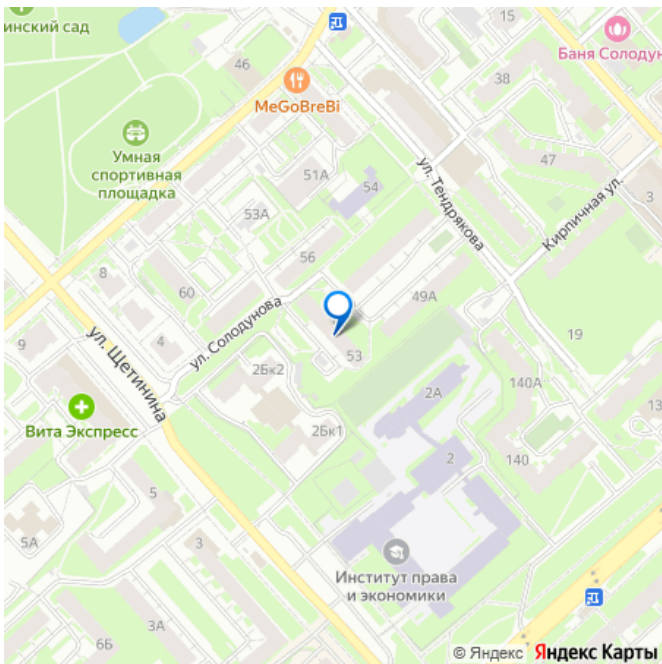 инский сад
15
Баня Солодун
46
MeGoBreBi
38
Умная
спортивная
площадка
51А
54
ул. Тендрякова
47
3
Кирпичная ул.
53А
56
8
60
49А
ул. Солодунова
19
9
4
ул. Щетинина
53
2Бк2
2А
140А
13
Вита Экспресс
2Бк1
2
140
5
5А
3
Институт права
и экономики
3А
6Б
© Яндекс Яндекс Карты